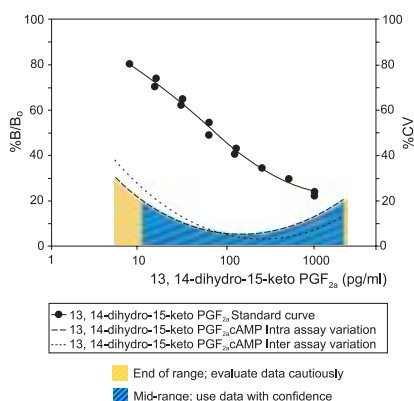 100 100
80 80
60 60
40 40
20 20
0 0
%B/Bo
%CV
1 10 100 1000
13, 14-dihydro-15-keto PGF2a (pg/ml)
13, 14-dihydro-15-keto PGF2a Standard curve
13, 14-dihydro-15-keto PGF2acAMP Intra assay variation
13, 14-dihydro-15-keto PGF2acAMP Inter assay variation
End of range; evaluate data cautiously
Mid-range; use data with confidence